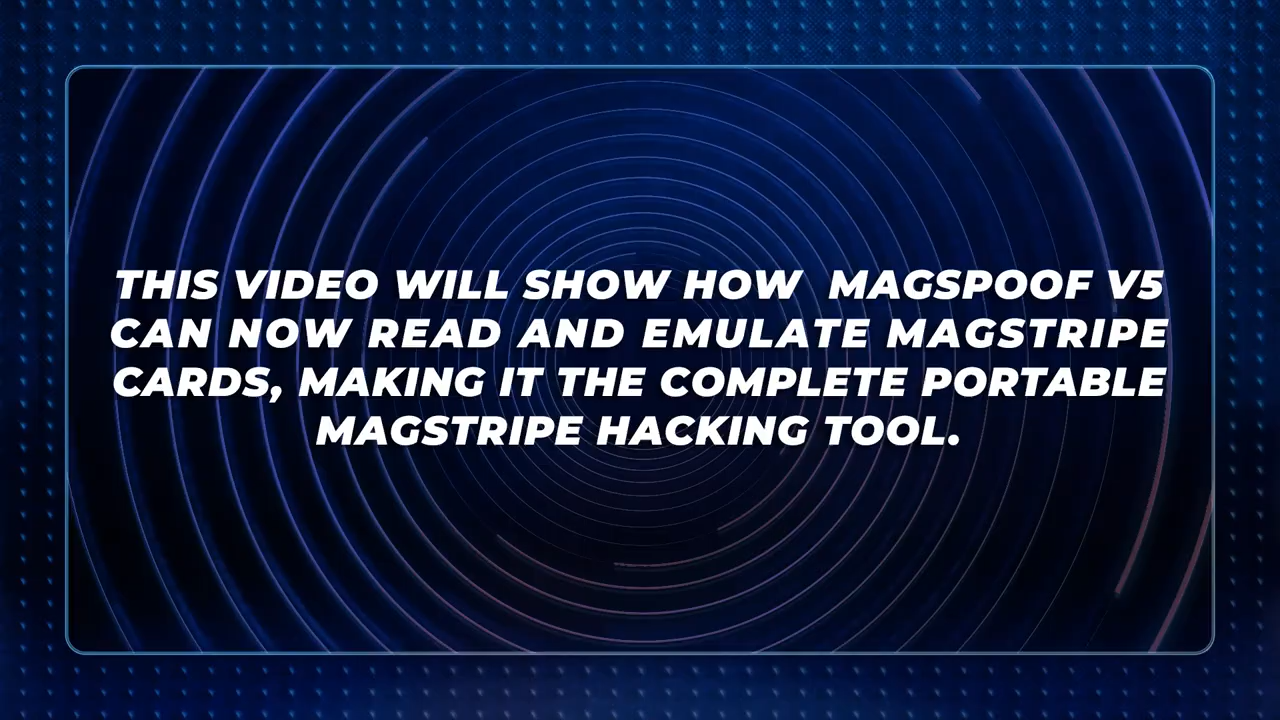 THIS VIDEO WILL SHOW HOW  MAGSPOOF V5
CAN NOW READ AND EMULATE MAGSTRIPE
CARDS, MAKING IT THE COMPLETE PORTABLE
MAGSTRIPE HACKING TOOL.